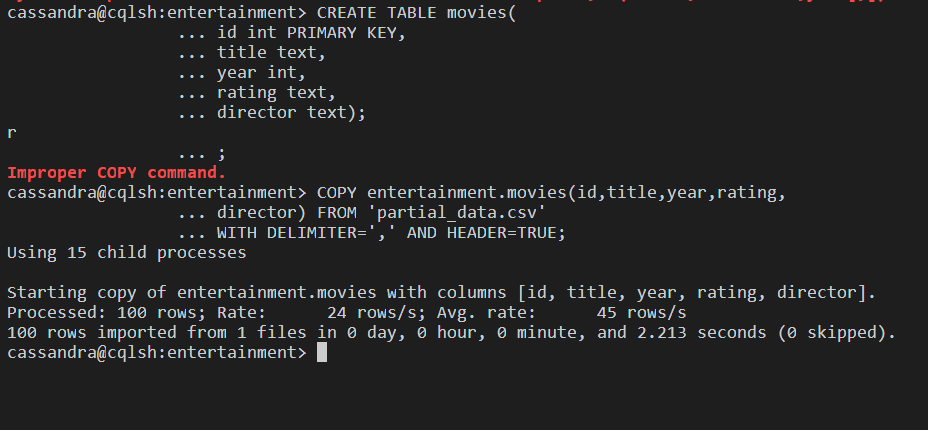 cassandra@cqlsh:entertainment> CREATE TABLE movies(
... id int PRIMARY KEY,
... title text,
... year int,
... rating text,
... director text);
r
... ;
Improper COPY command.
cassandra@cqlsh:entertainment> COPY entertainment.movies(id,title,year,rating,
... director) FROM 'partial_data.csv'
... WITH DELIMITER=',' AND HEADER=TRUE;
Using 15 child processes
Starting copy of entertainment.movies with columns [id, title, year, rating, director].
Processed: 100 rows; Rate:      24 rows/s; Avg. rate:      45 rows/s
100 rows imported from 1 files in 0 day, 0 hour, 0 minute, and 2.213 seconds (0 skipped).
cassandra@cqlsh:entertainment>